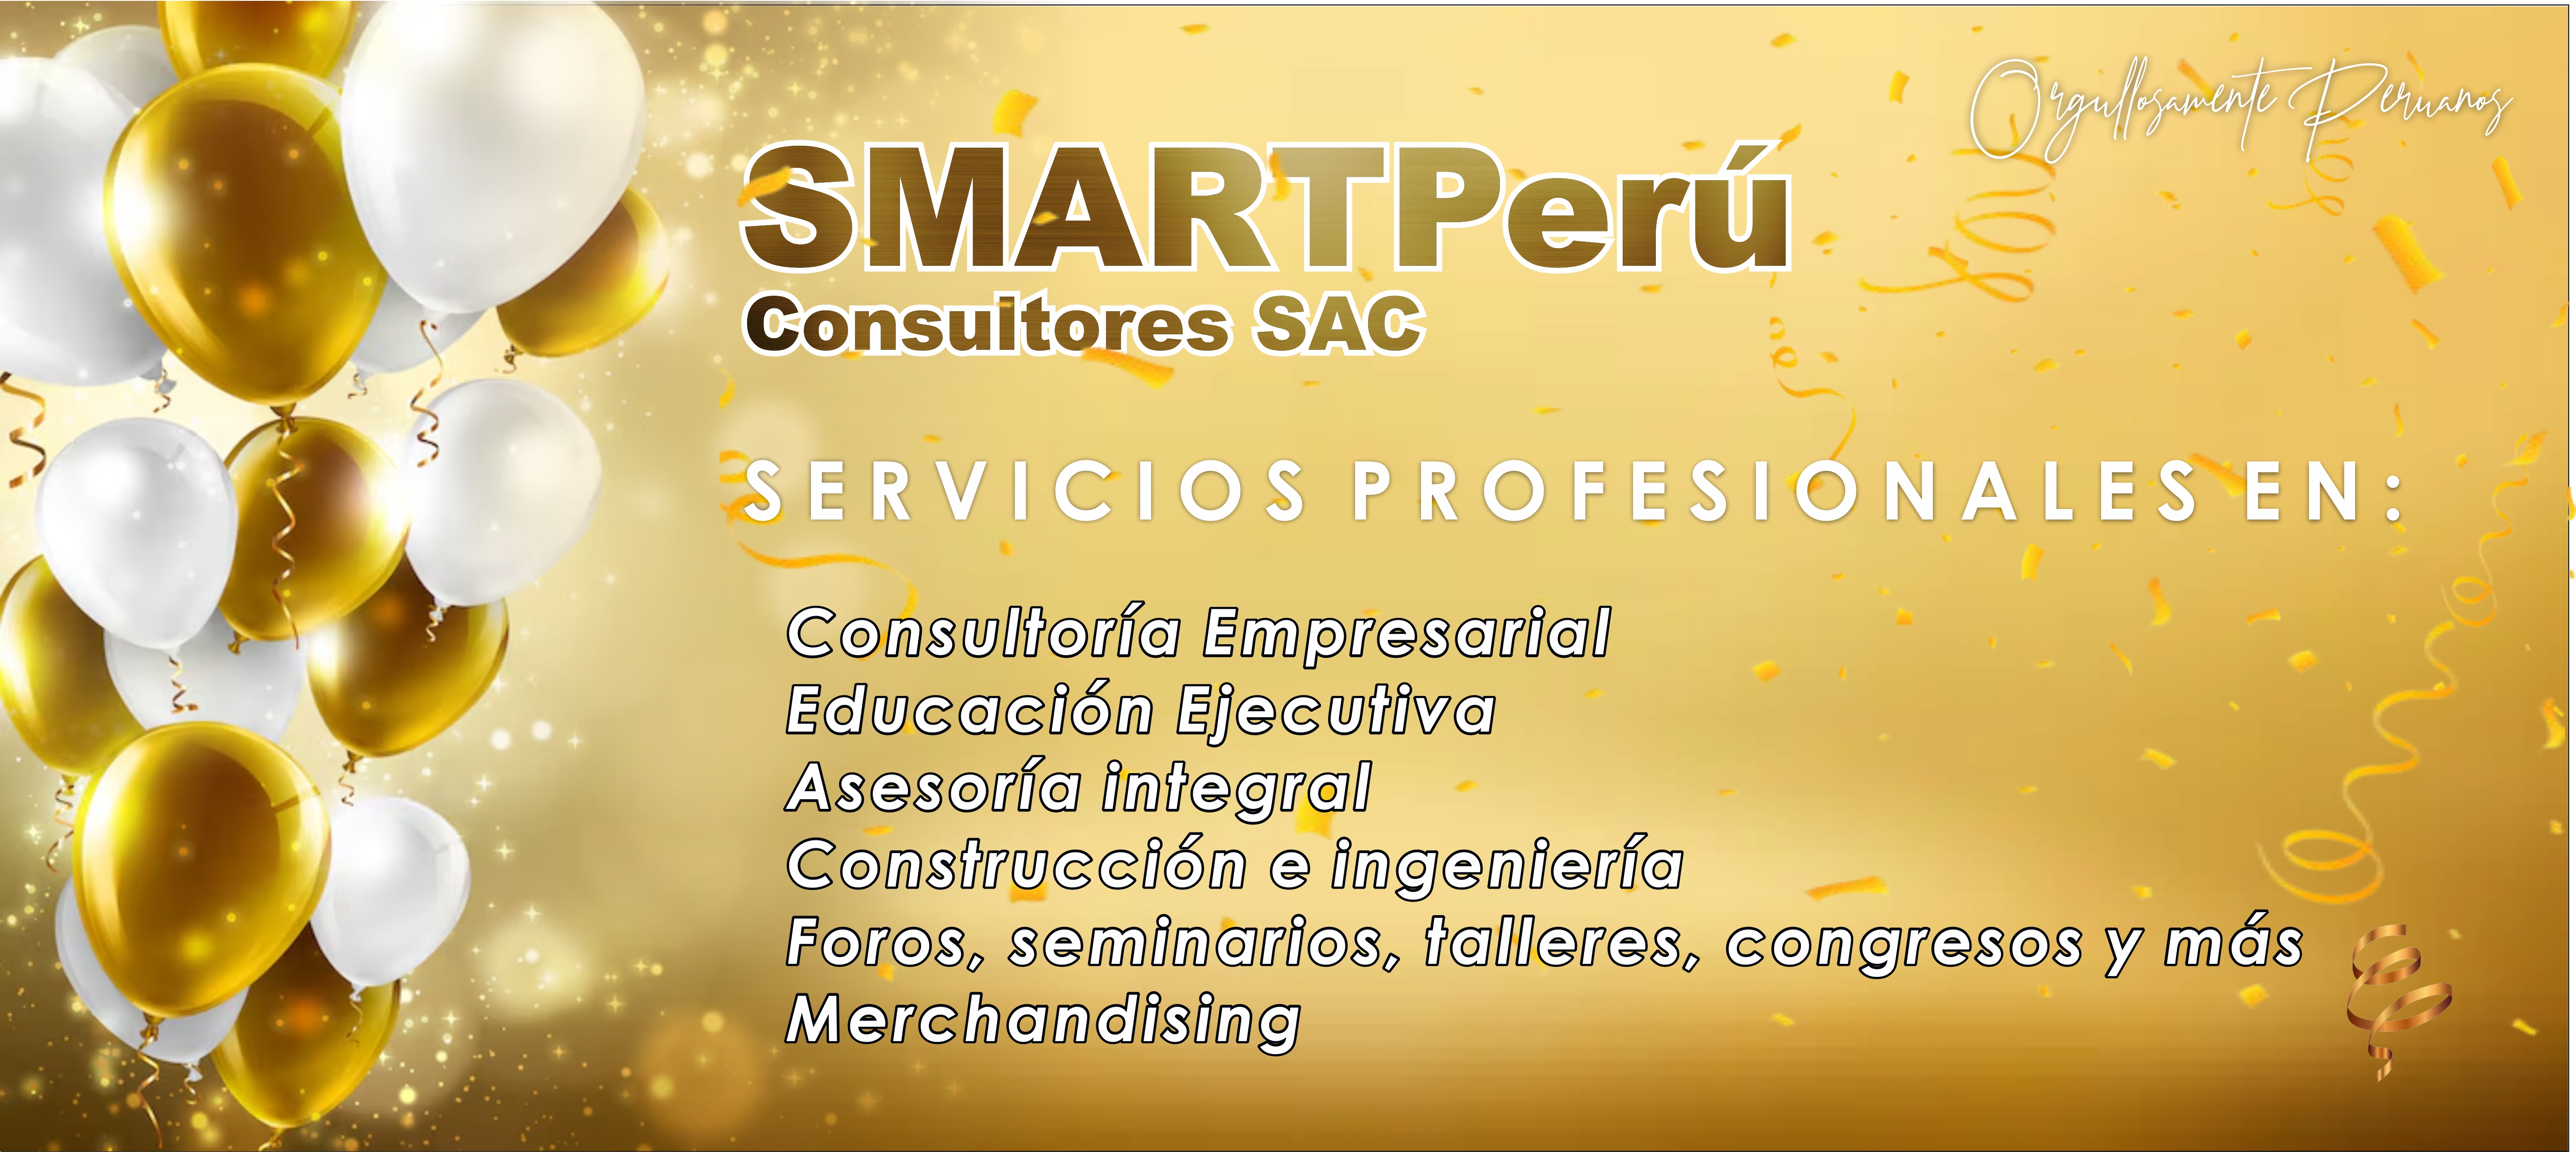 Orgullosamente Peruanos
SMARTPerú
Consultores SAC
SERVICIOS PROFESIONALES EN:
Consultoría Empresarial
Educación Ejecutiva
Asesoría integral
Construcción e ingeniería
Foros, seminarios, talleres, congresos y más
Merchandising